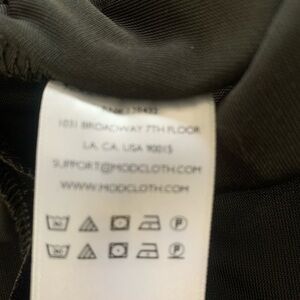 1031 BROADWAY 7TH FLOOR
LA, CA, USA 90015
SUPPORT@MODCLOTH.COM
WWW.MODCLOTH.COM